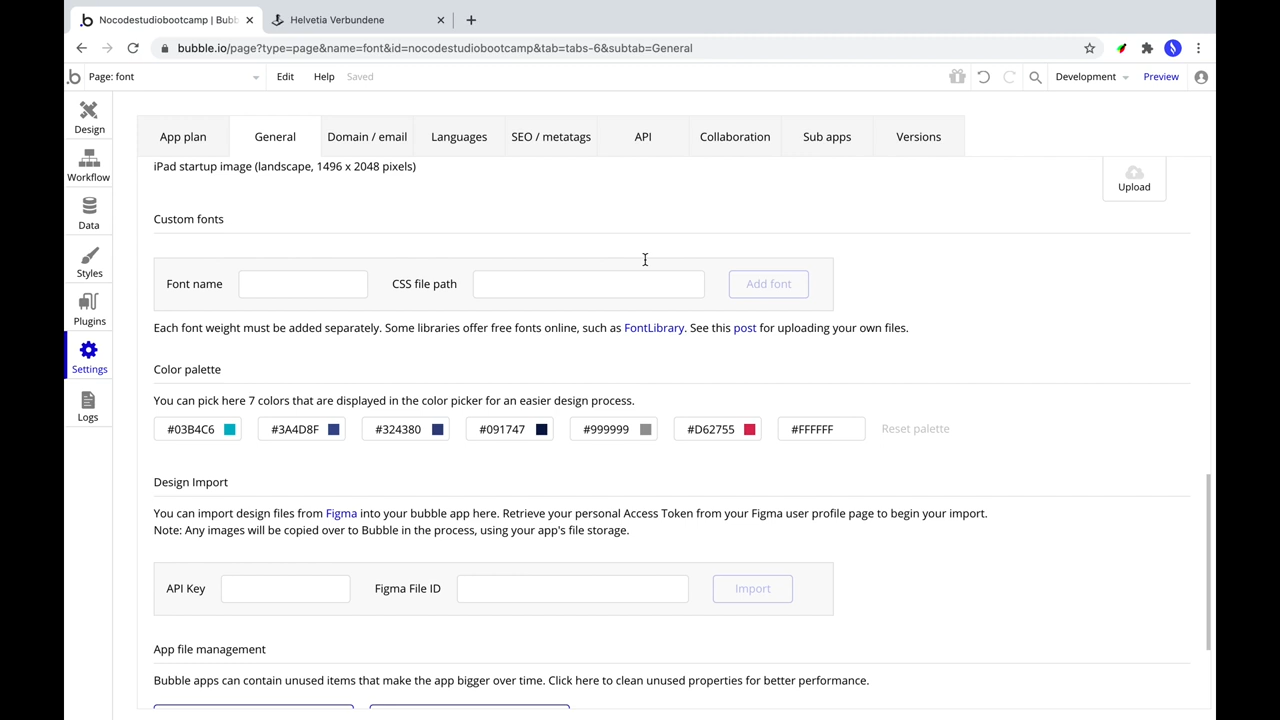 Nocodestudiobootcamp | Bubb
Helvetia Verbundene
bubble.io/page?type=page&name=font&id=nocodestudiobootcamp&tab=tabs-6&subtab=General
Page: font
Edit
Help
Saved
Development
Preview
Design
Workflow
Data
Styles
Plugins
Settings
Logs
App plan
General
Domain / email
Languages
SEO / metatags
API
Collaboration
Sub apps
Versions
iPad startup image (landscape, 1496 x 2048 pixels)
Upload
Custom fonts
Font name
CSS file path
Add font
Each font weight must be added separately. Some libraries offer free fonts online, such as FontLibrary. See this post for uploading your own files.
Color palette
You can pick here 7 colors that are displayed in the color picker for an easier design process.
#03B4C6
#3A4D8F
#324380
#091747
#999999
#D62755
#FFFFFF
Reset palette
Design Import
You can import design files from Figma into your bubble app here. Retrieve your personal Access Token from your Figma user profile page to begin your import.
Note: Any images will be copied over to Bubble in the process, using your app's file storage.
API Key
Figma File ID
Import
App file management
Bubble apps can contain unused items that make the app bigger over time. Click here to clean unused properties for better performance.